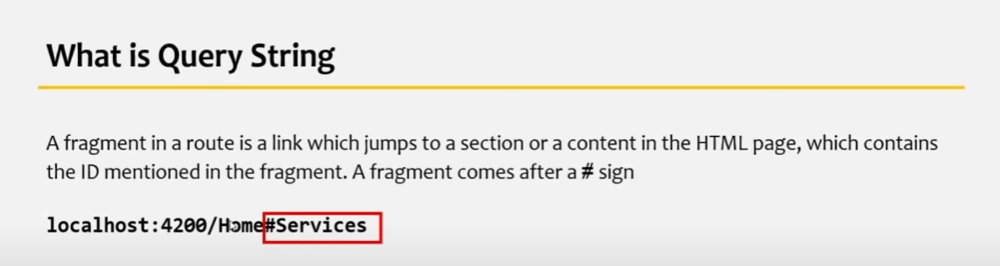 What is Query String
A fragment in a route is a link which jumps to a section or a content in the HTML page, which contains
the ID mentioned in the fragment. A fragment comes after a # sign
localhost:4200/Home#Services